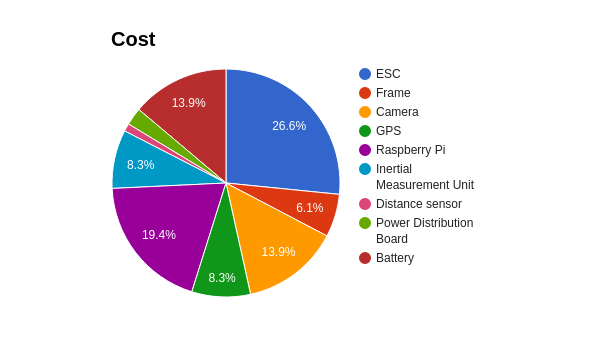 Cost
13.9%
26.6%
8.3%
6.1%
19.4%
13.9%
8.3%
ESC
Frame
Camera
GPS
Raspberry Pi
Inertial
Measurement Unit
Distance sensor
Power Distribution
Board
Battery